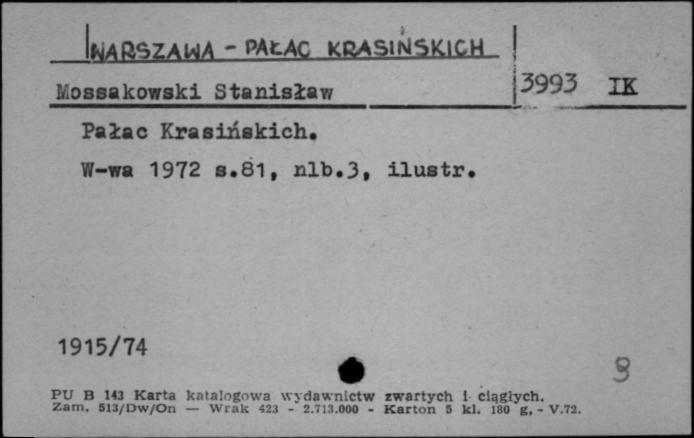 WARSZAWA - PAŁAC KRASIŃSKICH
Mossakowski Stanisław
3993 IK
Pałac Krasińskich.
W-wa 1972 s.81, nlb.3, ilustr.
1915/74
8
PU B 143 Karta katalogowa wydawnictw zwartych i ciągłych.
Zam. 513/Dw/On — Wrak 423 - 2.713.000 - Karton 5 kl. 180 g. - V.72.